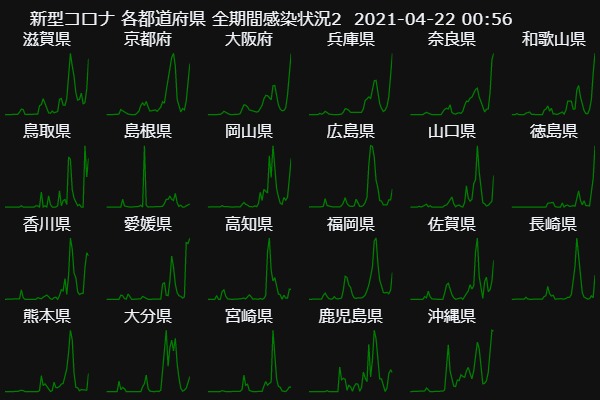 新型コロナ 各都道府県 全期間感染状況2 2021-04-22 00:56
滋賀県 京都府 大阪府 兵庫県 奈良県 和歌山県
鳥取県 島根県 岡山県 広島県 山口県 徳島県
香川県 愛媛県 高知県 福岡県 佐賀県 長崎県
熊本県 大分県 宮崎県 鹿児島県 沖縄県